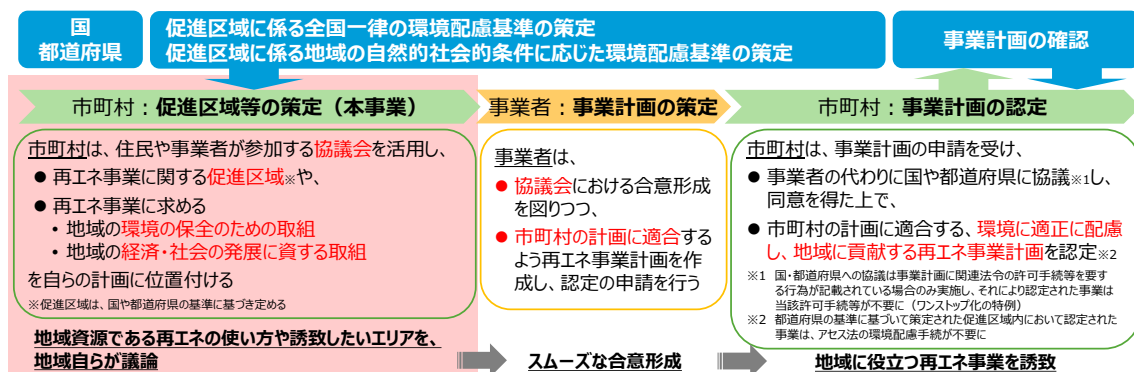 国
都道府県
促進区域に係る全国一律の環境配慮基準の策定
促進区域に係る地域の自然的社会的条件に応じた環境配慮基準の策定
事業計画の確認
市町村：促進区域等の策定（本事業）
事業者：事業計画の策定
市町村：事業計画の認定
市町村は、住民や事業者が参加する協議会を活用し、
● 再エネ事業に関する促進区域※や、
● 再エネ事業に求める
・地域の環境の保全のための取組
・地域の経済・社会の発展に資する取組
を自らの計画に位置付ける
※促進区域は、国や都道府県の基準に基づき定める
事業者は、
● 協議会における合意形成
を図りつつ、
● 市町村の計画に適合する
よう再エネ事業計画を作
成し、認定の申請を行う
市町村は、事業計画の申請を受け、
● 事業者の代わりに国や都道府県に協議※1し、
同意を得た上で、
● 市町村の計画に適合する、環境に適正に配慮
し、地域に貢献する再エネ事業計画を認定※2
※1 国・都道府県への協議は事業計画に関連法令の許可手続等を要す
る行為が記載されている場合のみ実施し、それにより認定された事業は
当該許可手続等が不要に（ワンストップ化の特例）
※2 都道府県の基準に基づいて策定された促進区域内において認定された
事業は、アセス法の環境配慮手続が不要に
地域資源である再エネの使い方や誘致したいエリアを、
地域自らが議論
スムーズな合意形成
地域に役立つ再エネ事業を誘致